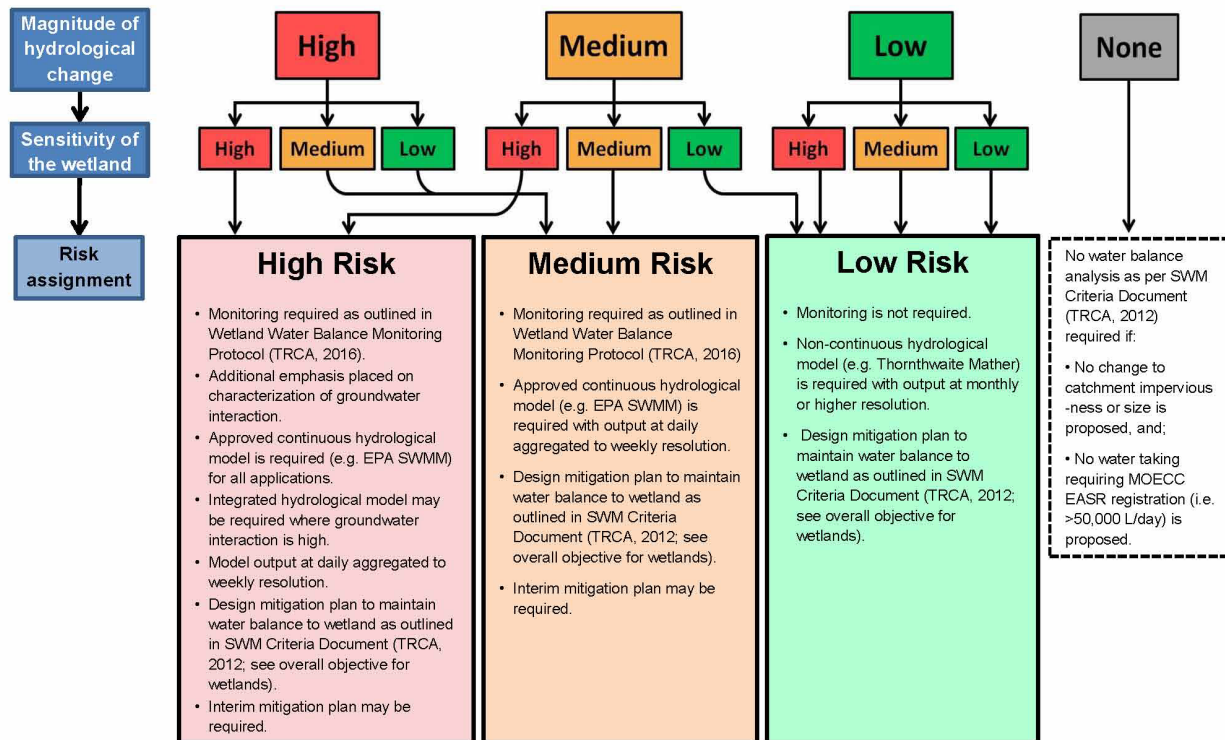 Magnitude of
hydrological
change
High
Medium
Low
None
Sensitivity of
the wetland
High
Medium
Low
High
Medium
Low
High
Medium
Low
Risk
assignment
High Risk
• Monitoring required as outlined in
Wetland Water Balance Monitoring
Protocol (TRCA, 2016).
• Additional emphasis placed on
characterization of groundwater
interaction.
• Approved continuous hydrological
model is required (e.g. EPA SWMM)
for all applications.
• Integrated hydrological model may
be required where groundwater
interaction is high.
• Model output at daily aggregated to
weekly resolution.
• Design mitigation plan to maintain
water balance to wetland as outlined
in SWM Criteria Document (TRCA,
2012; see overall objective for
wetlands).
• Interim mitigation plan may be
required.
Medium Risk
• Monitoring required as outlined in
Wetland Water Balance
Monitoring Protocol (TRCA, 2016)
• Approved continuous hydrological
model (e.g. EPA SWMM) is
required with output at daily
aggregated to weekly resolution.
• Design mitigation plan to maintain
water balance to wetland as
outlined in SWM Criteria
Document (TRCA, 2012; see
overall objective for wetlands).
• Interim mitigation plan may be
required.
Low Risk
• Monitoring is not required.
• Non-continuous hydrological
model (e.g. Thornthwaite Mather)
is required with output at monthly
or higher resolution.
• Design mitigation plan to
maintain water balance to
wetland as outlined in SWM
Criteria Document (TRCA, 2012;
see overall objective for
wetlands).
No water balance
analysis as per SWM
Criteria Document
(TRCA, 2012)
required if:
• No change to
catchment impervious
-ness or size is
proposed, and;
• No water taking
requiring MOECC
EASR registration (i.e.
>50,000 L/day) is
proposed.